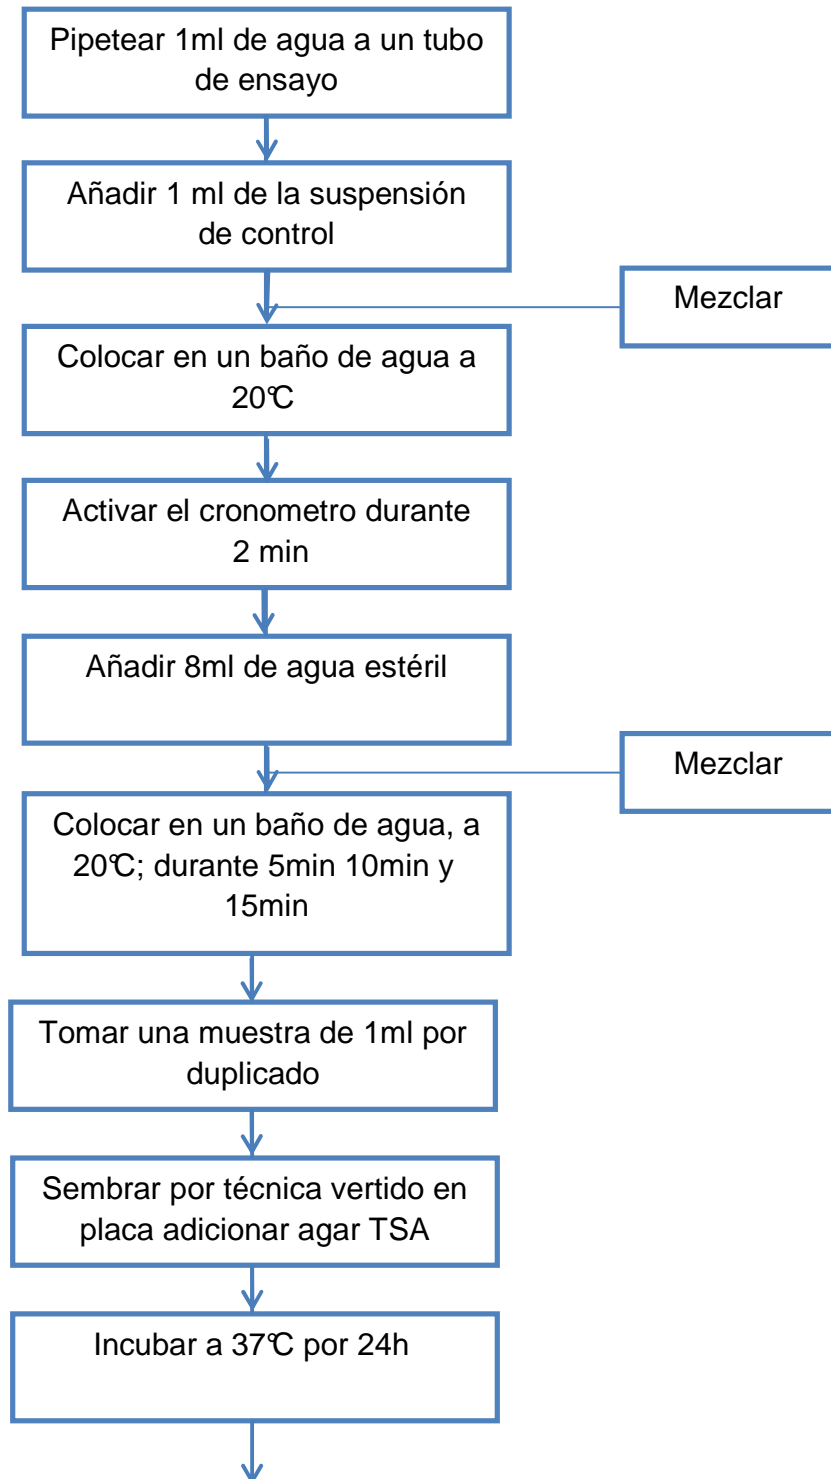 Pipetear 1ml de agua a un tubo
de ensayo
Añadir 1 ml de la suspensión
de control
Mezclar
Colocar en un baño de agua a
20°C
Activar el cronometro durante
2 min
Añadir 8ml de agua estéril
Mezclar
Colocar en un baño de agua, a
20°C; durante 5min 10min y
15min
Tomar una muestra de 1ml por
duplicado
Sembrar por técnica vertido en
placa adicionar agar TSA
Incubar a 37°C por 24h